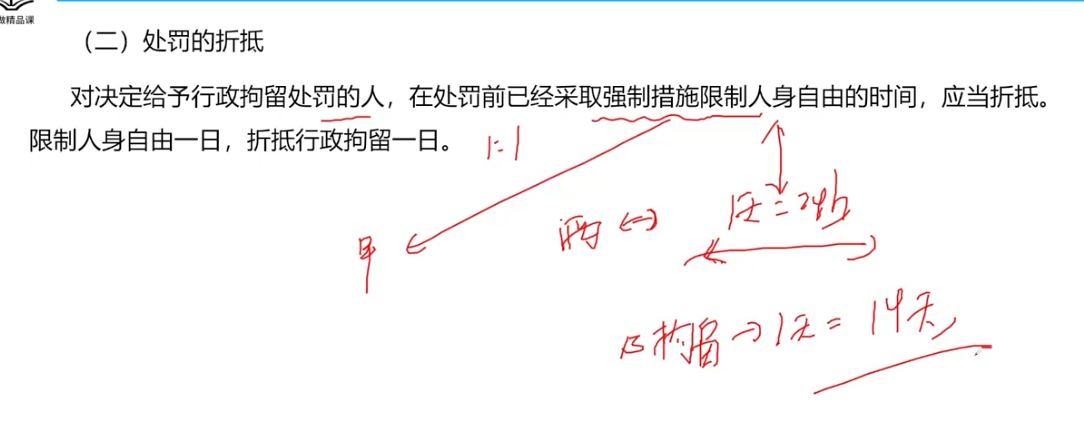 做精品课
（二）处罚的折抵
对决定给予行政拘留处罚的人，在处罚前已经采取强制措施限制人身自由的时间，应当折抵。
限制人身自由一日，折抵行政拘留一日。 1:1
1天=24h
甲
15拘留→1天=14天